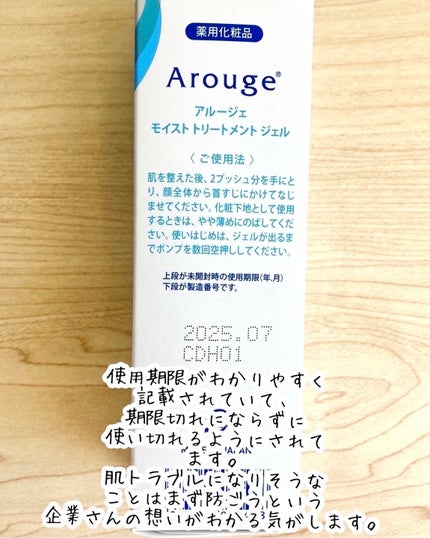 薬用化粧品
Arouge®
アルージェ
モイスト トリートメント ジェル
〈 ご使用法 〉
肌を整えた後、2プッシュ分を手にと
り、顔全体から首すじにかけてなじ
ませてください。化粧下地として使用
するときは、やや薄めにのばしてくだ
さい。使いはじめは、ジェルが出るま
でポンプを数回空押ししてください。
上段が未開封時の使用期限(年.月)
下段が製造番号です。
2025.07
CDH01
使用期限がわかりやすく
記載されていて、
期限切れにならずに
使い切れるようにされて
ます。
肌トラブルになりそうな
ことはまず防ごうという
企業さんの想いがわかる気がします。